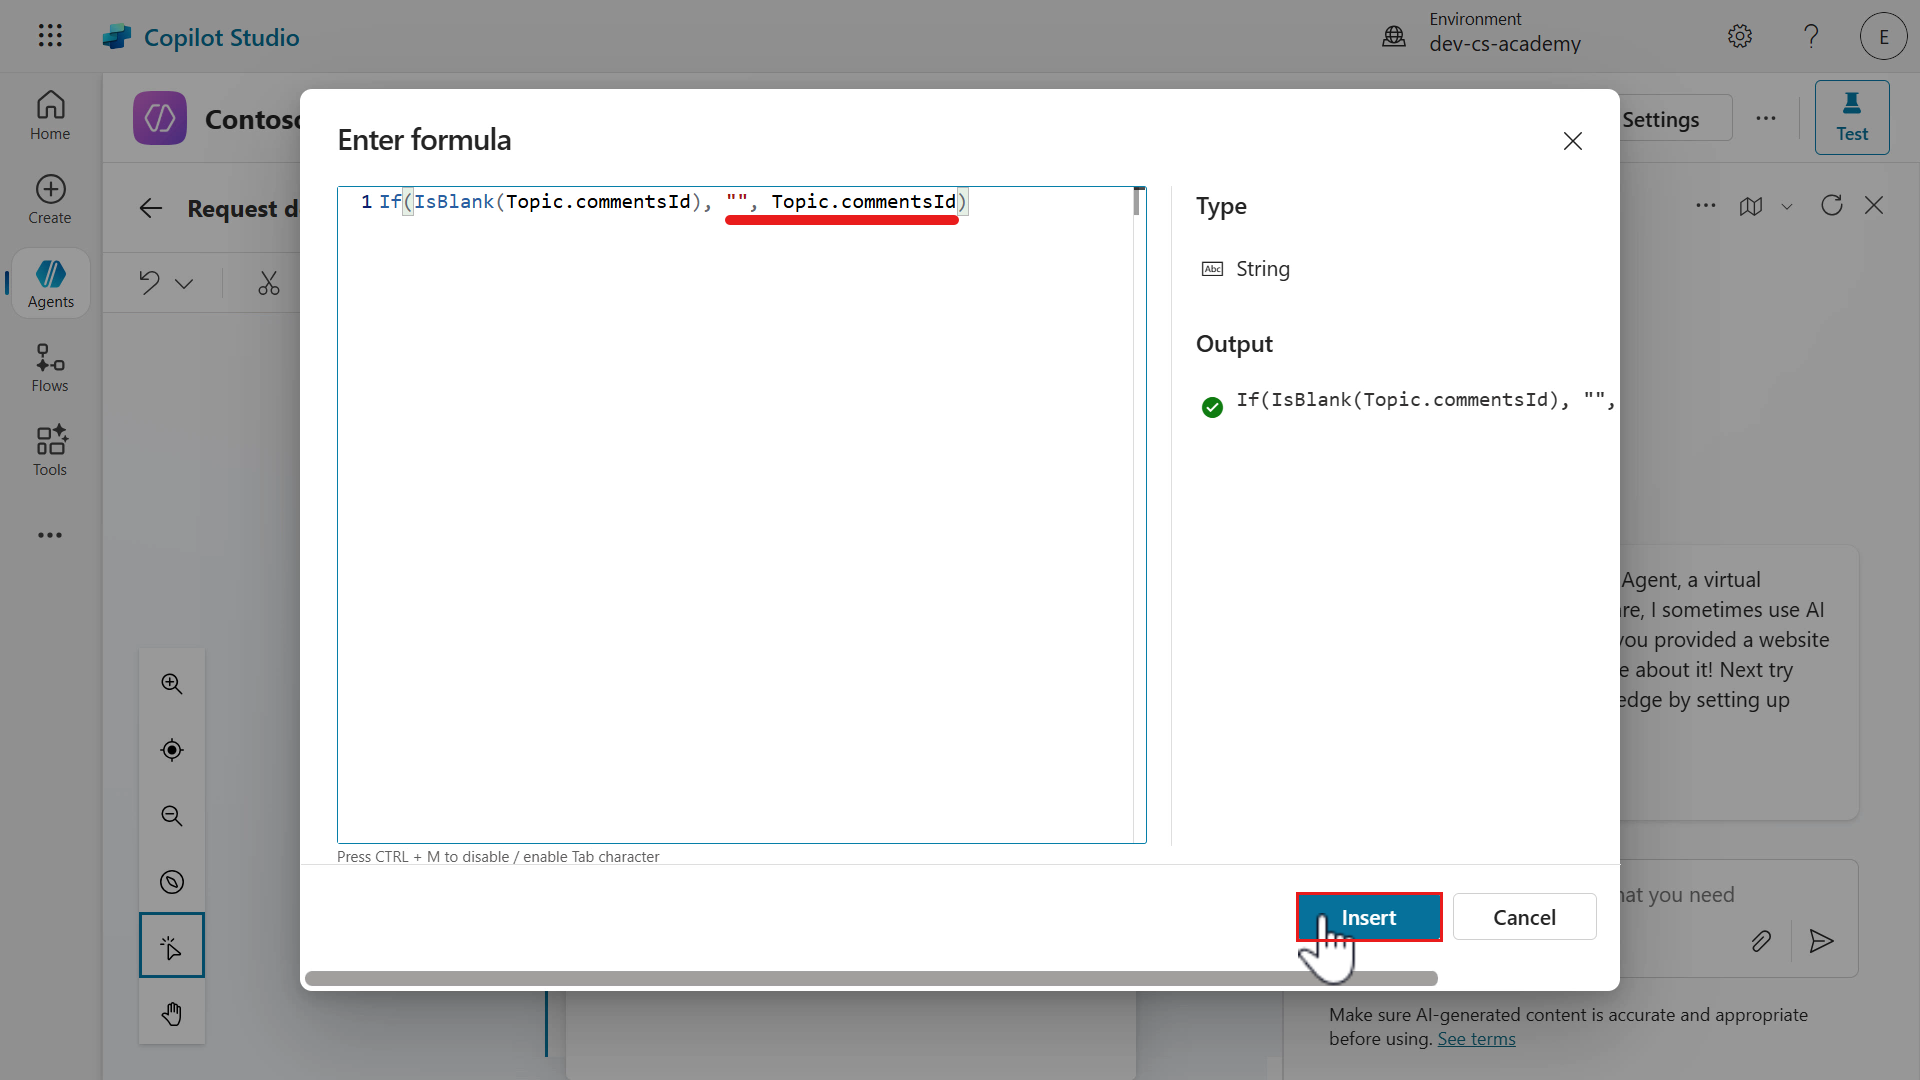 Copilot Studio
Environment
dev-cs-academy
?
E
Home
Create
Agents
Flows
Tools
Contoso
Settings
Test
Request d
Enter formula
1 If(IsBlank(Topic.commentsId), "", Topic.commentsId)
Press CTRL + M to disable / enable Tab character
Type
Abc String
Output
If(IsBlank(Topic.commentsId), "",
Insert
Cancel
Agent, a virtual
re, I sometimes use AI
you provided a website
e about it! Next try
edge by setting up
hat you need
Make sure AI-generated content is accurate and appropriate
before using. See terms